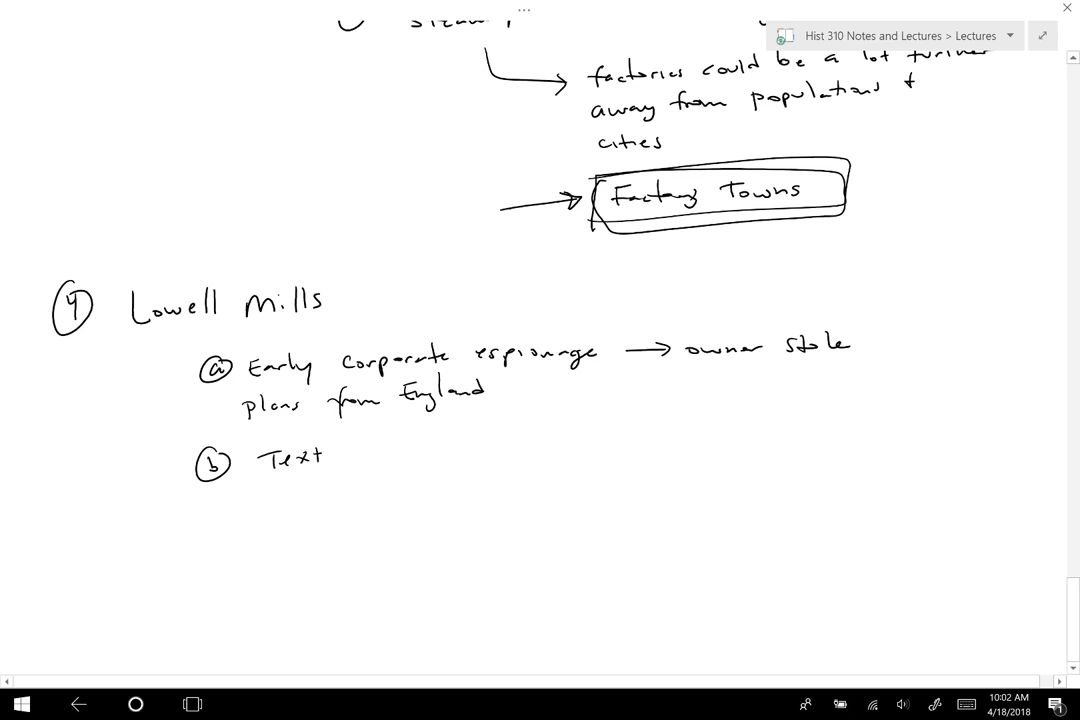 Hist 310 Notes and Lectures > Lectures
factories could be a lot further
away from populations +
cities
Factory Towns
4 Lowell Mills
a Early corporate espionage → owner stole
plans from England
b Text
10:02 AM
4/18/2018
1